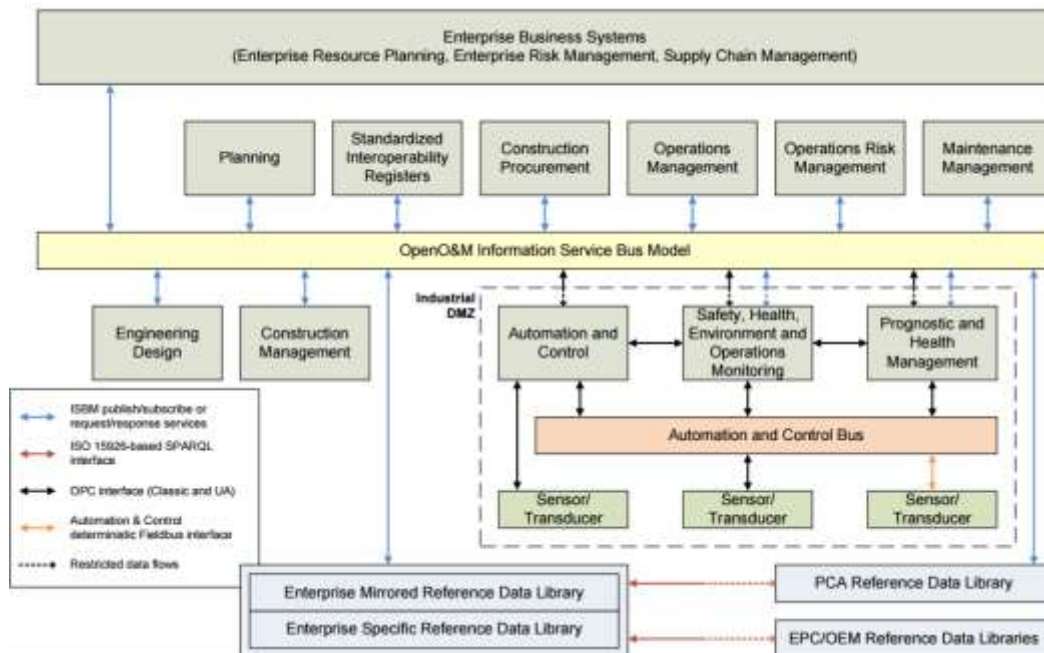 Enterprise Business Systems
(Enterprise Resource Planning, Enterprise Risk Management, Supply Chain Management)
Planning
Standardized
Interoperability
Registers
Construction
Procurement
Operations
Management
Operations Risk
Management
Maintenance
Management
OpenO&M Information Service Bus Model
Engineering
Design
Construction
Management
Industrial
DMZ
Automation and
Control
Safety, Health,
Environment and
Operations
Monitoring
Prognostic and
Health
Management
Automation and Control Bus
Sensor/
Transducer
Sensor/
Transducer
Sensor/
Transducer
ISBM publish/subscribe or
request/response services
ISO 15926-based SPARQL
interface
OPC interface (Classic and UA)
Automation & Control
deterministic Fieldbus interface
Restricted data flows
Enterprise Mirrored Reference Data Library
Enterprise Specific Reference Data Library
PCA Reference Data Library
EPC/OEM Reference Data Libraries